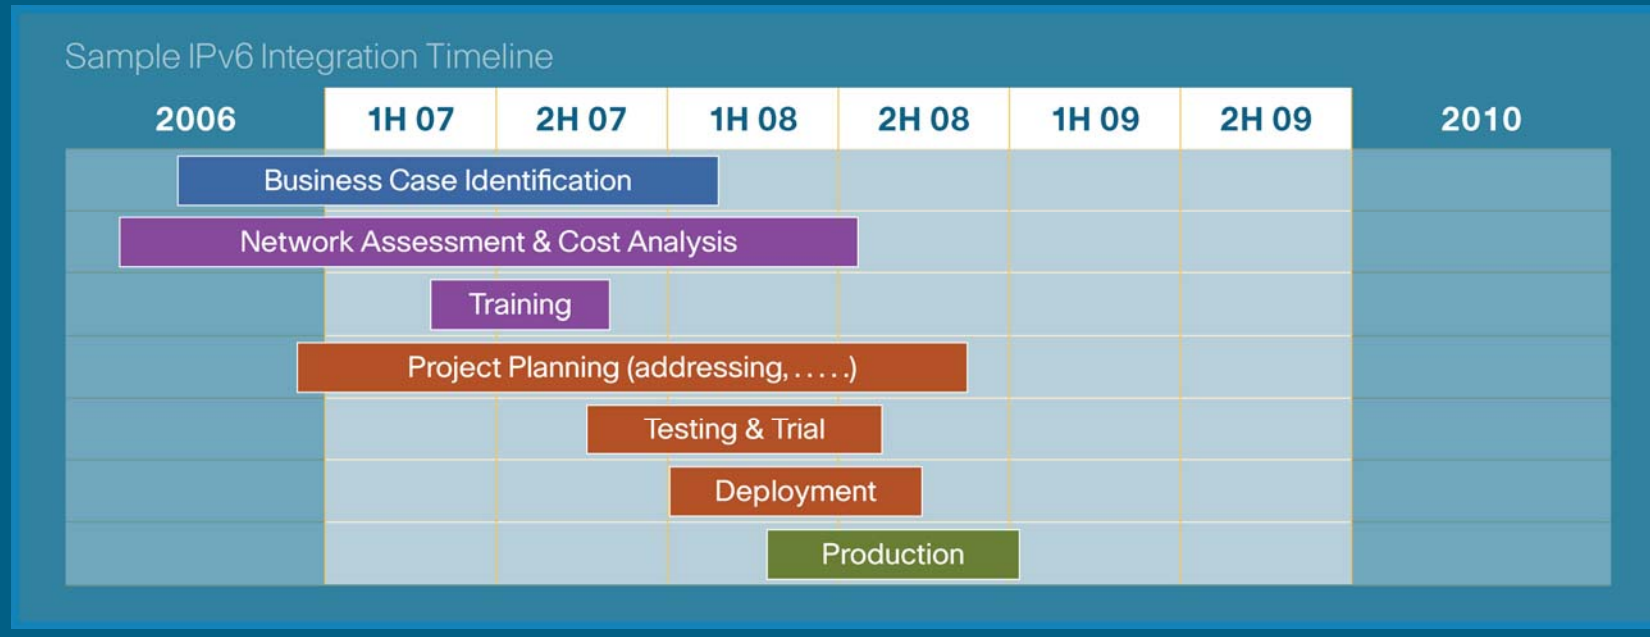 Sample IPv6 Integration Timeline
2006 1H 07 2H 07 1H 08 2H 08 1H 09 2H 09 2010
Business Case Identification
Network Assessment & Cost Analysis
Training
Project Planning (addressing, . . . . .)
Testing & Trial
Deployment
Production